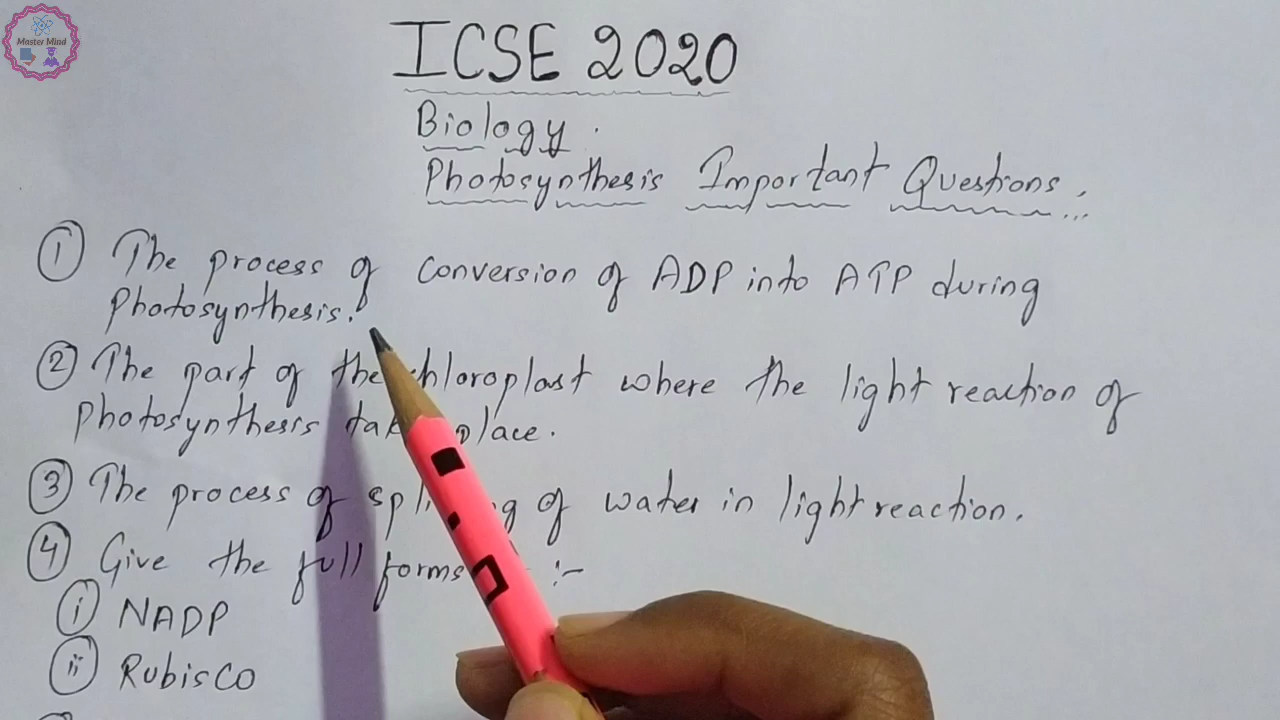 Master Mind
ICSE 2020
Biology.
Photosynthesis Important Questions...
① The process of conversion of ADP into ATP during
Photosynthesis.
② The part of the chloroplast where the light reaction of
Photosynthesis place.
③ The process of of water in light reaction.
④ Give the full forms :-
ⓘ NADP
ⓘⓘ RubisCO